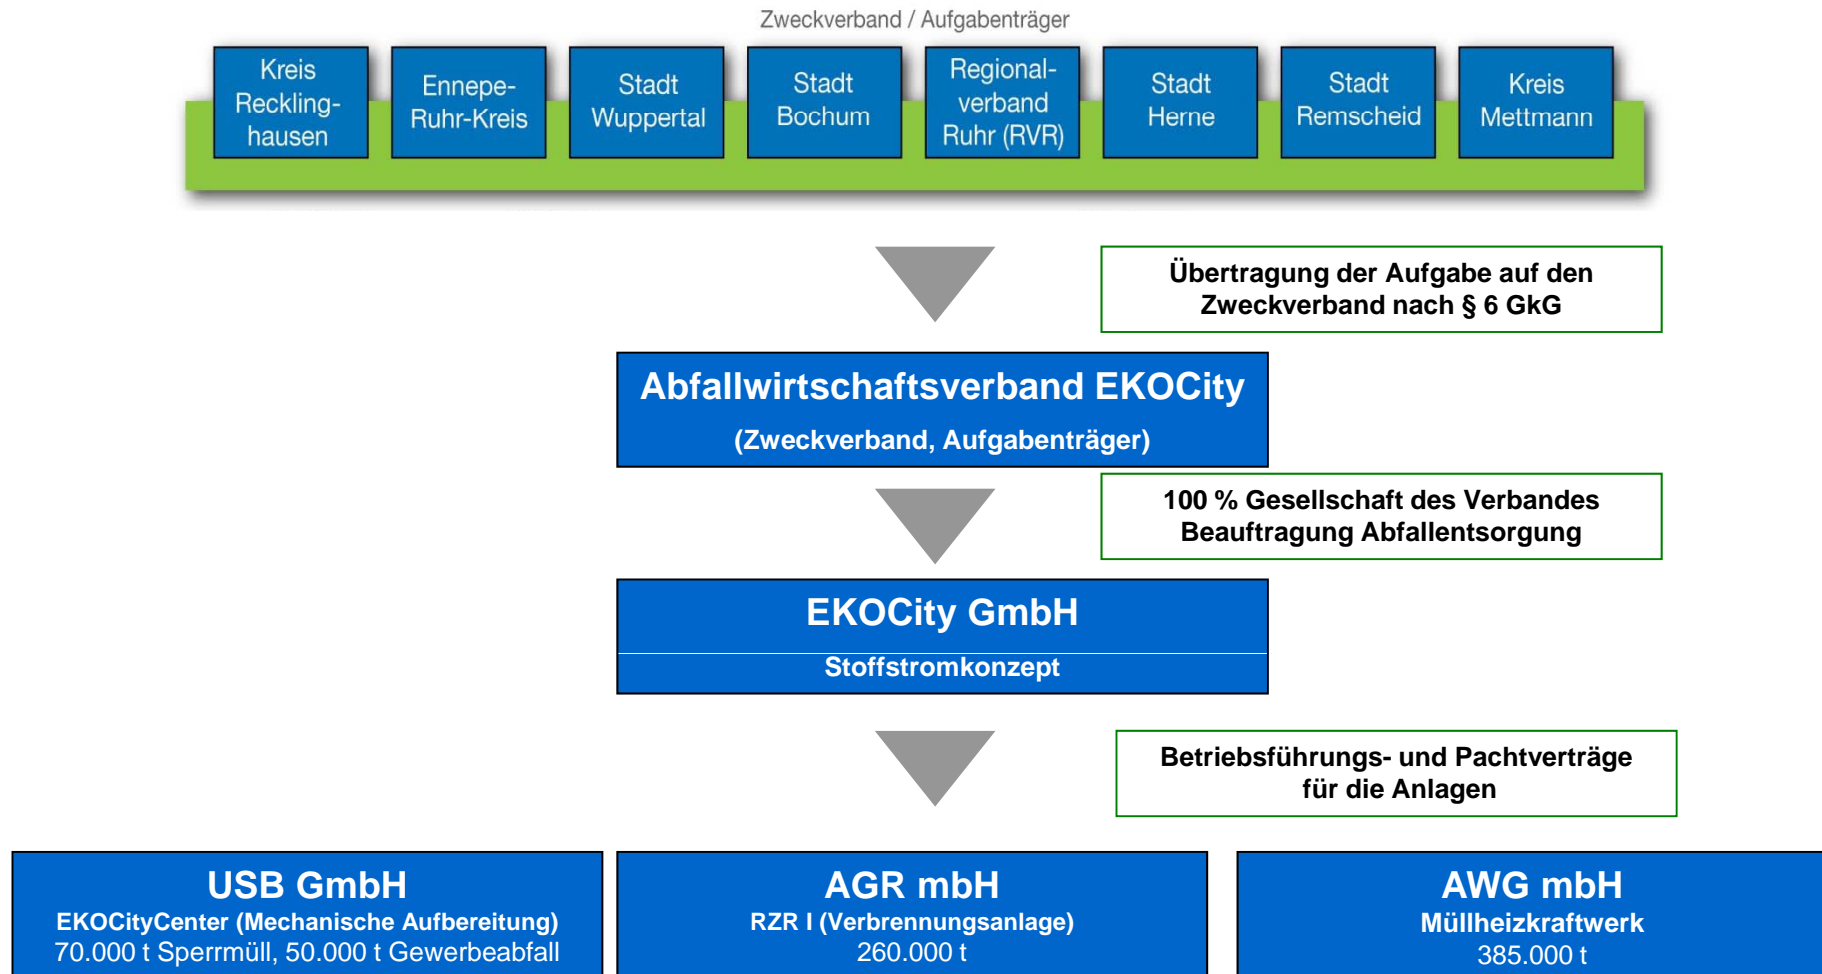 Zweckverband / Aufgabenträger
Kreis
Reckling-
hausen
Ennepe-
Ruhr-Kreis
Stadt
Wuppertal
Stadt
Bochum
Regional-
verband
Ruhr (RVR)
Stadt
Herne
Stadt
Remscheid
Kreis
Mettmann
Übertragung der Aufgabe auf den
Zweckverband nach § 6 GkG
Abfallwirtschaftsverband EKOCity
(Zweckverband, Aufgabenträger)
100 % Gesellschaft des Verbandes
Beauftragung Abfallentsorgung
EKOCity GmbH
Stoffstromkonzept
Betriebsführungs- und Pachtverträge
für die Anlagen
USB GmbH
EKOCityCenter (Mechanische Aufbereitung)
70.000 t Sperrmüll, 50.000 t Gewerbeabfall
AGR mbH
RZR I (Verbrennungsanlage)
260.000 t
AWG mbH
Müllheizkraftwerk
385.000 t